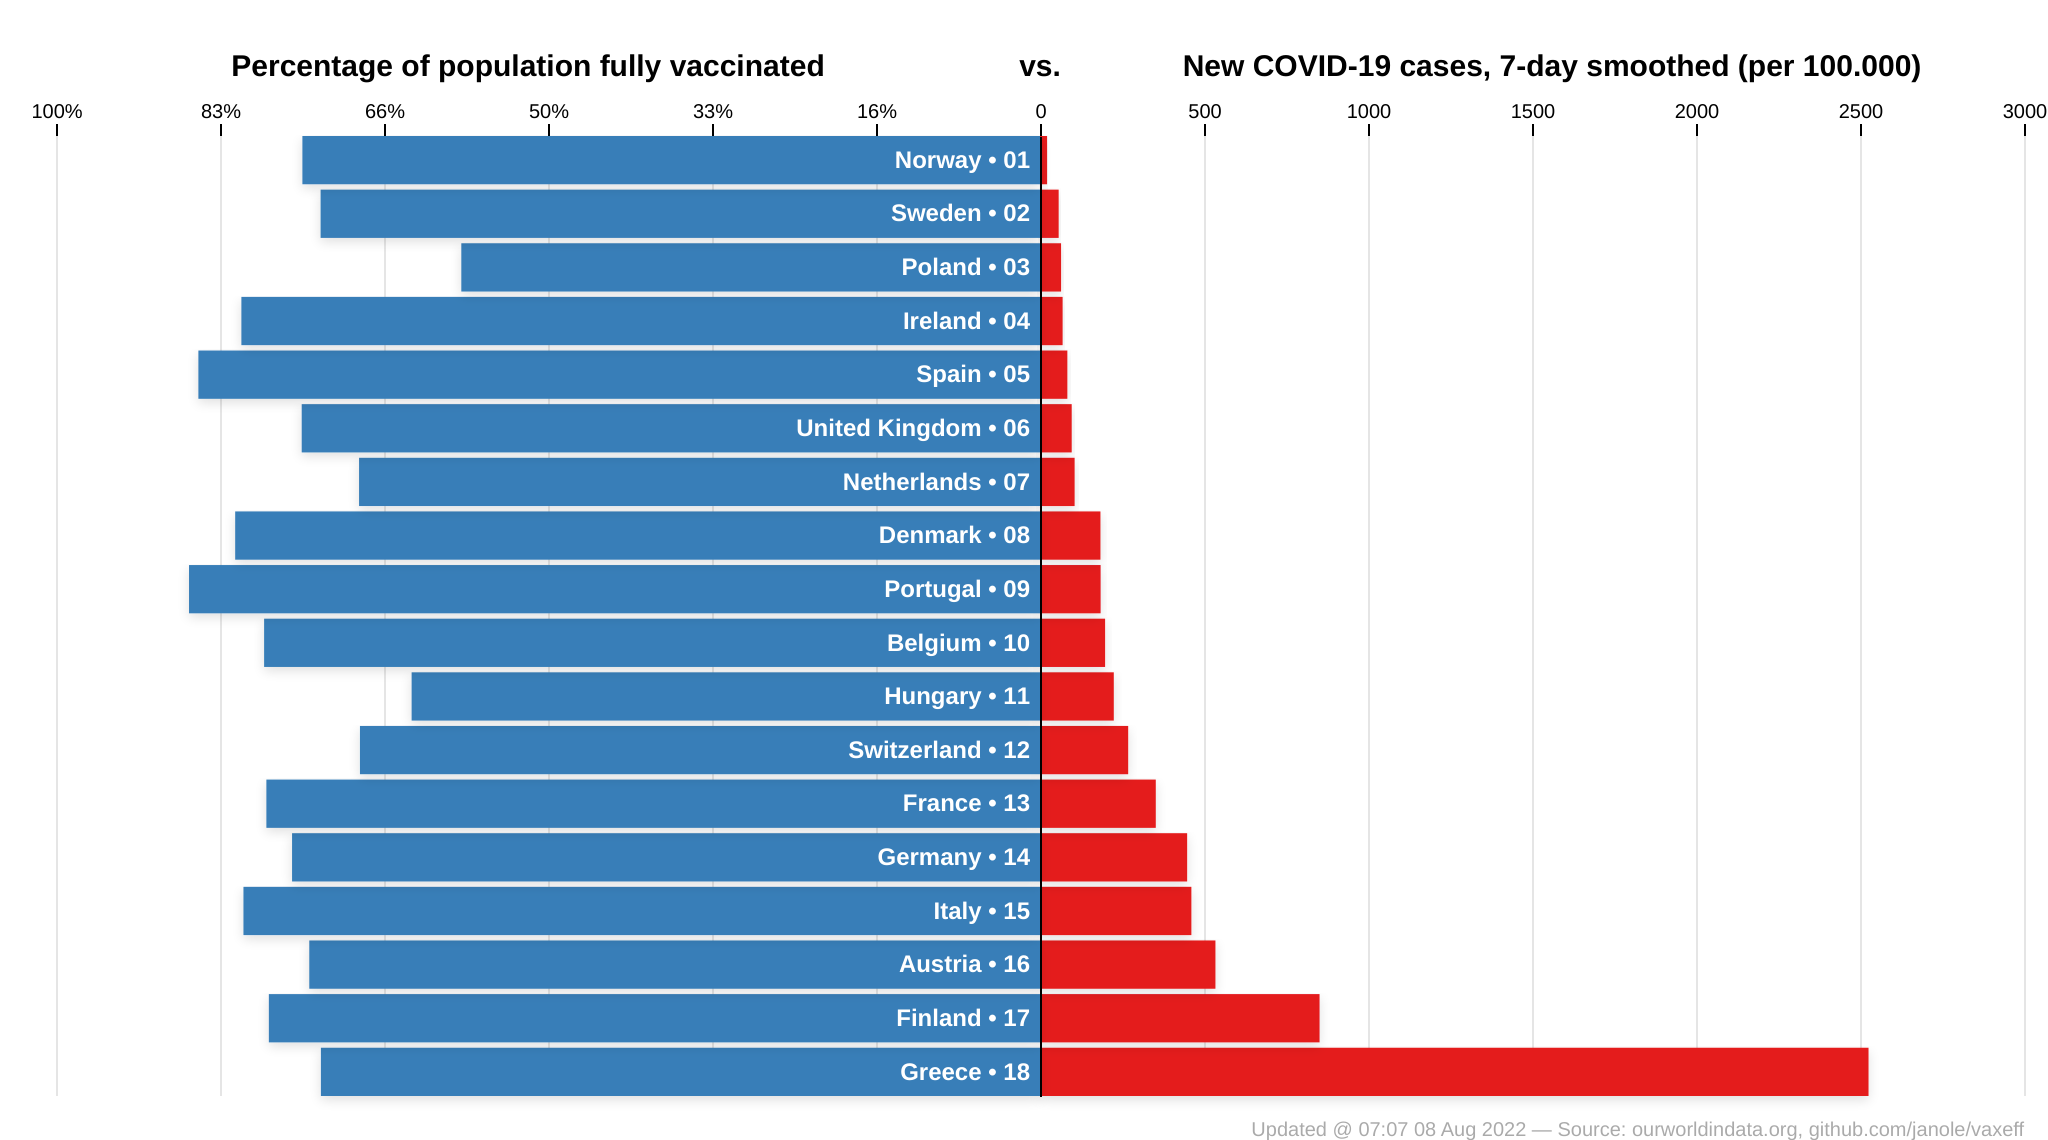 Percentage of population fully vaccinated vs. New COVID-19 cases, 7-day smoothed (per 100.000)
100% 83% 66% 50% 33% 16% 0 500 1000 1500 2000 2500 3000
Norway • 01
Sweden • 02
Poland • 03
Ireland • 04
Spain • 05
United Kingdom • 06
Netherlands • 07
Denmark • 08
Portugal • 09
Belgium • 10
Hungary • 11
Switzerland • 12
France • 13
Germany • 14
Italy • 15
Austria • 16
Finland • 17
Greece • 18
Updated @ 07:07 08 Aug 2022 — Source: ourworldindata.org, github.com/janole/vaxeff